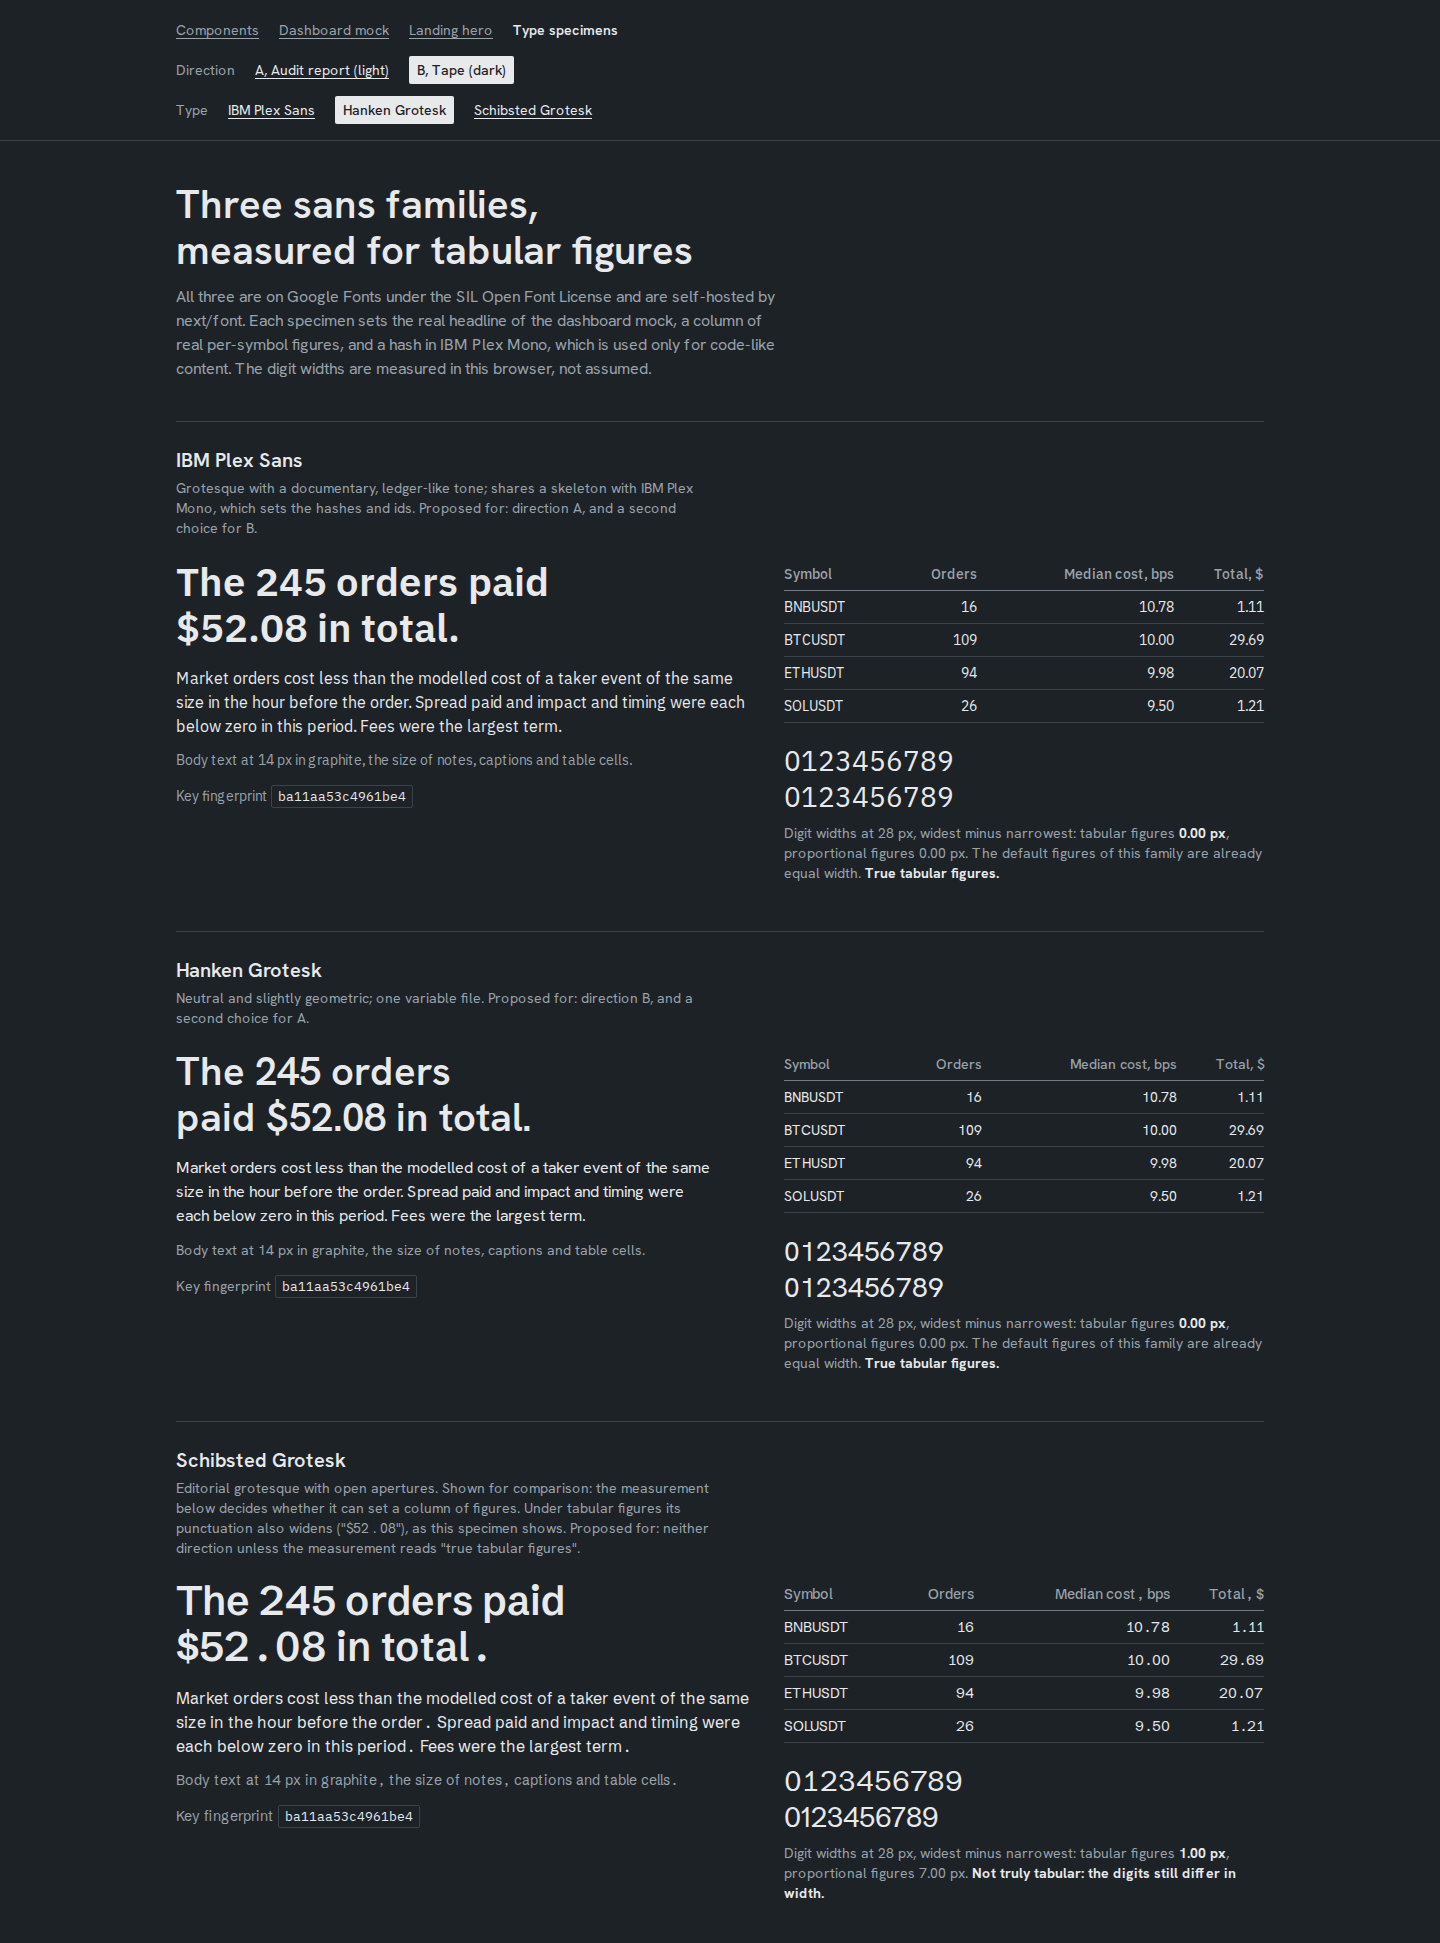 Components Dashboard mock Landing hero Type specimens
Direction A, Audit report (light) B, Tape (dark)
Type IBM Plex Sans Hanken Grotesk Schibsted Grotesk
Three sans families,
measured for tabular figures
All three are on Google Fonts under the SIL Open Font License and are self-hosted by
next/font. Each specimen sets the real headline of the dashboard mock, a column of
real per-symbol figures, and a hash in IBM Plex Mono, which is used only for code-like
content. The digit widths are measured in this browser, not assumed.
IBM Plex Sans
Grotesque with a documentary, ledger-like tone; shares a skeleton with IBM Plex
Mono, which sets the hashes and ids. Proposed for: direction A, and a second
choice for B.
The 245 orders paid
$52.08 in total.
Market orders cost less than the modelled cost of a taker event of the same
size in the hour before the order. Spread paid and impact and timing were each
below zero in this period. Fees were the largest term.
Body text at 14 px in graphite, the size of notes, captions and table cells.
Key fingerprint ba11aa53c4961be4
Symbol Orders Median cost, bps Total, $
BNBUSDT 16 10.78 1.11
BTCUSDT 109 10.00 29.69
ETHUSDT 94 9.98 20.07
SOLUSDT 26 9.50 1.21
0123456789
0123456789
Digit widths at 28 px, widest minus narrowest: tabular figures 0.00 px,
proportional figures 0.00 px. The default figures of this family are already
equal width. True tabular figures.
Hanken Grotesk
Neutral and slightly geometric; one variable file. Proposed for: direction B, and a
second choice for A.
The 245 orders
paid $52.08 in total.
Market orders cost less than the modelled cost of a taker event of the same
size in the hour before the order. Spread paid and impact and timing were
each below zero in this period. Fees were the largest term.
Body text at 14 px in graphite, the size of notes, captions and table cells.
Key fingerprint ba11aa53c4961be4
Symbol Orders Median cost, bps Total, $
BNBUSDT 16 10.78 1.11
BTCUSDT 109 10.00 29.69
ETHUSDT 94 9.98 20.07
SOLUSDT 26 9.50 1.21
0123456789
0123456789
Digit widths at 28 px, widest minus narrowest: tabular figures 0.00 px,
proportional figures 0.00 px. The default figures of this family are already
equal width. True tabular figures.
Schibsted Grotesk
Editorial grotesque with open apertures. Shown for comparison: the measurement
below decides whether it can set a column of figures. Under tabular figures its
punctuation also widens ("$52 . 08"), as this specimen shows. Proposed for: neither
direction unless the measurement reads "true tabular figures".
The 245 orders paid
$52.08 in total.
Market orders cost less than the modelled cost of a taker event of the same
size in the hour before the order. Spread paid and impact and timing were
each below zero in this period. Fees were the largest term.
Body text at 14 px in graphite, the size of notes, captions and table cells.
Key fingerprint ba11aa53c4961be4
Symbol Orders Median cost, bps Total, $
BNBUSDT 16 10.78 1.11
BTCUSDT 109 10.00 29.69
ETHUSDT 94 9.98 20.07
SOLUSDT 26 9.50 1.21
0123456789
0123456789
Digit widths at 28 px, widest minus narrowest: tabular figures 1.00 px,
proportional figures 7.00 px. Not truly tabular: the digits still differ in
width.